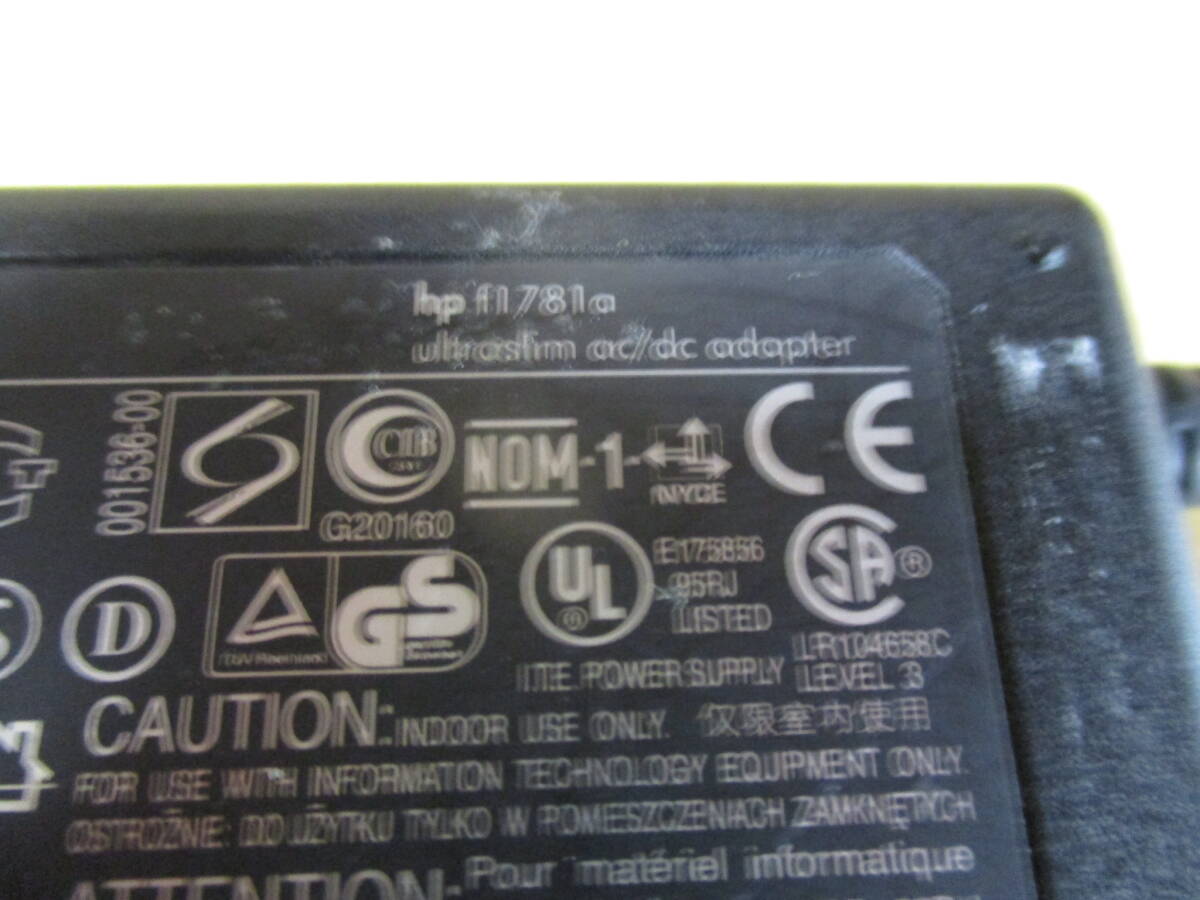 hp f1781a
ultraslim ac/dc adapter
001536-00
CIB
G20160
NOM-1-
NYCE
CE
UL
E175856
95RJ
LISTED
SA
LR104658C
LEVEL 3
D
TÜV Rheinland
GS
I.T.E. POWER SUPPLY
CAUTION: INDOOR USE ONLY. 仅限室内使用
FOR USE WITH INFORMATION TECHNOLOGY EQUIPMENT ONLY.
OSTROŻNE: DO UŻYTKU TYLKO W POMIESZCZENIACH ZAMKNĘTYCH
ATTENTION: Pour matériel informatique